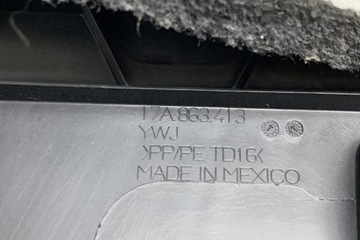 17A.863.413
YWJ
>PP/PE TD16<
MADE IN MEXICO